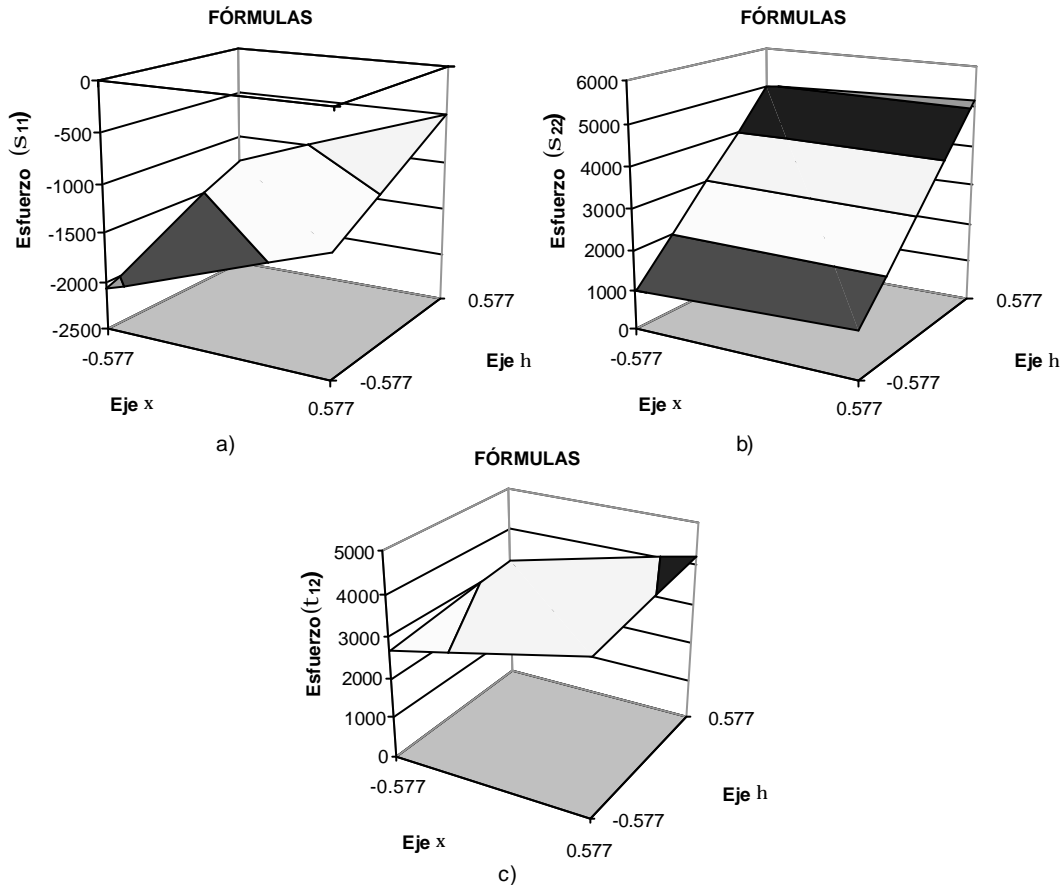 FÓRMULAS
0
-500
-1000
-1500
-2000
-2500
Esfuerzo (s11)
-0.577
0.577
Eje x
-0.577
0.577
Eje h
a)
FÓRMULAS
6000
5000
4000
3000
2000
1000
0
Esfuerzo (s22)
-0.577
0.577
Eje x
-0.577
0.577
Eje h
b)
FÓRMULAS
5000
4000
3000
2000
1000
0
Esfuerzo (t12)
-0.577
0.577
Eje x
-0.577
0.577
Eje h
c)